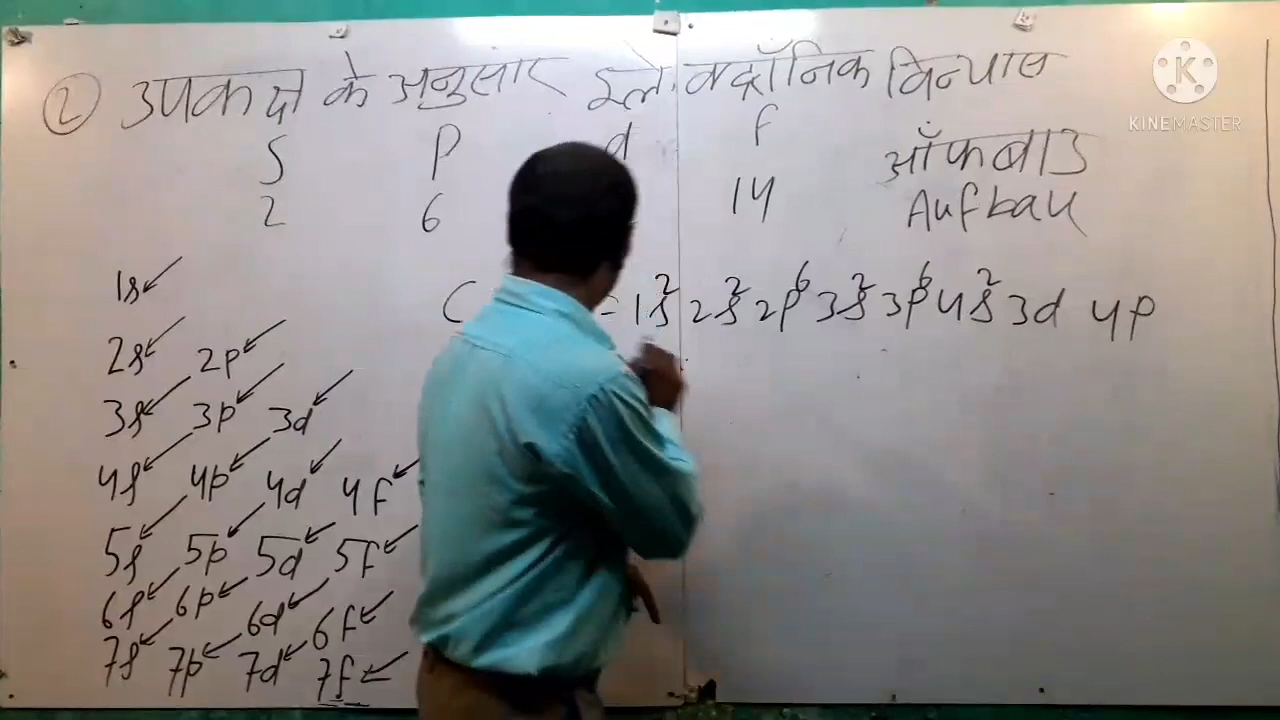 ② उपकक्ष के अनुसार इले. क्ट्रॉनिक विन्यास
S P d f
2 6 14
ऑफबाउ
Aufbau
C = 1s² 2s² 2p⁶ 3s² 3p⁶ 4s² 3d 4p
1s
2s 2p
3s 3p 3d
4s 4p 4d 4f
5s 5p 5d 5f
6s 6p 6d 6f
7s 7p 7d 7f
KINEMASTER